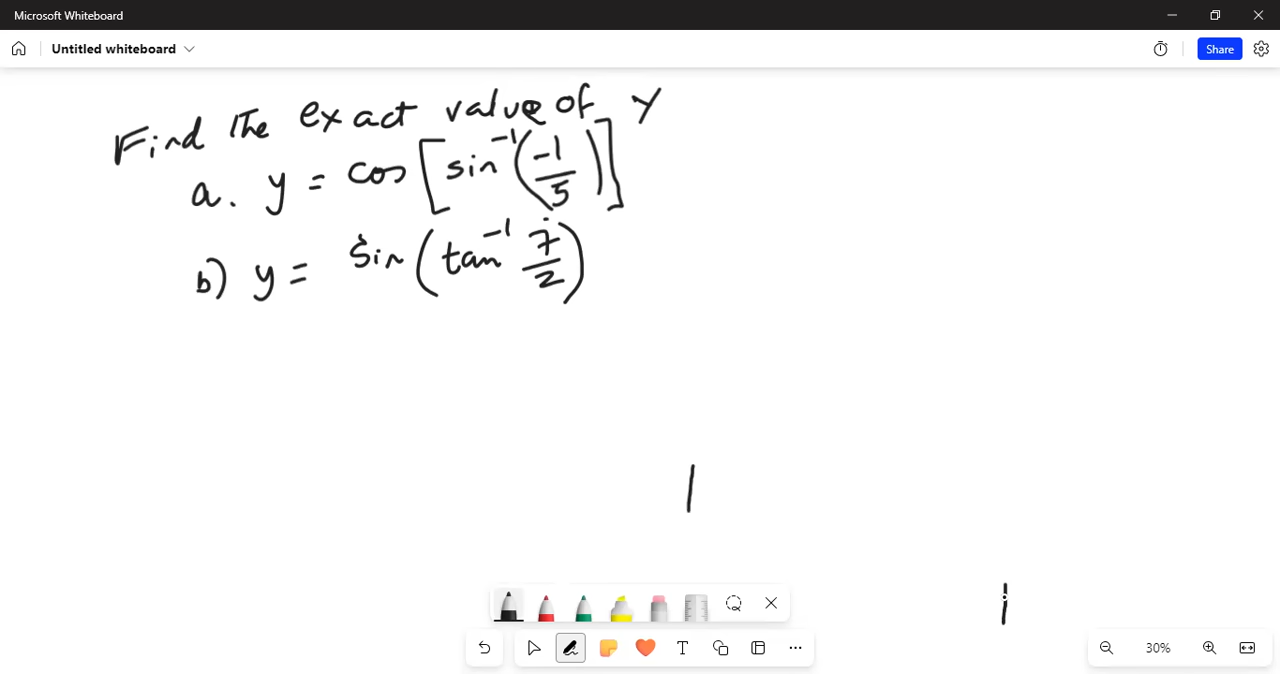 Microsoft Whiteboard
Untitled whiteboard
Share
Find the exact value of y
a. y = cos[sin⁻¹(-1/5)]
b) y = sin(tan⁻¹ 7/2)
30%